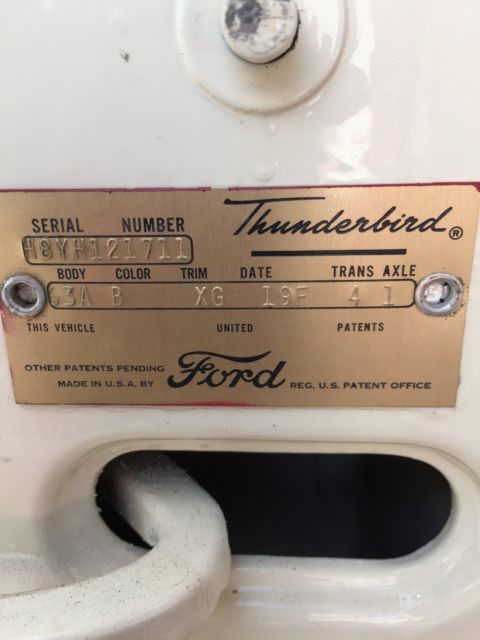 SERIAL NUMBER
Thunderbird®
H8YH121711
BODY COLOR TRIM DATE TRANS AXLE
63A B XG 19F 4 1
THIS VEHICLE UNITED PATENTS
OTHER PATENTS PENDING
MADE IN U.S.A. BY Ford REG. U.S. PATENT OFFICE